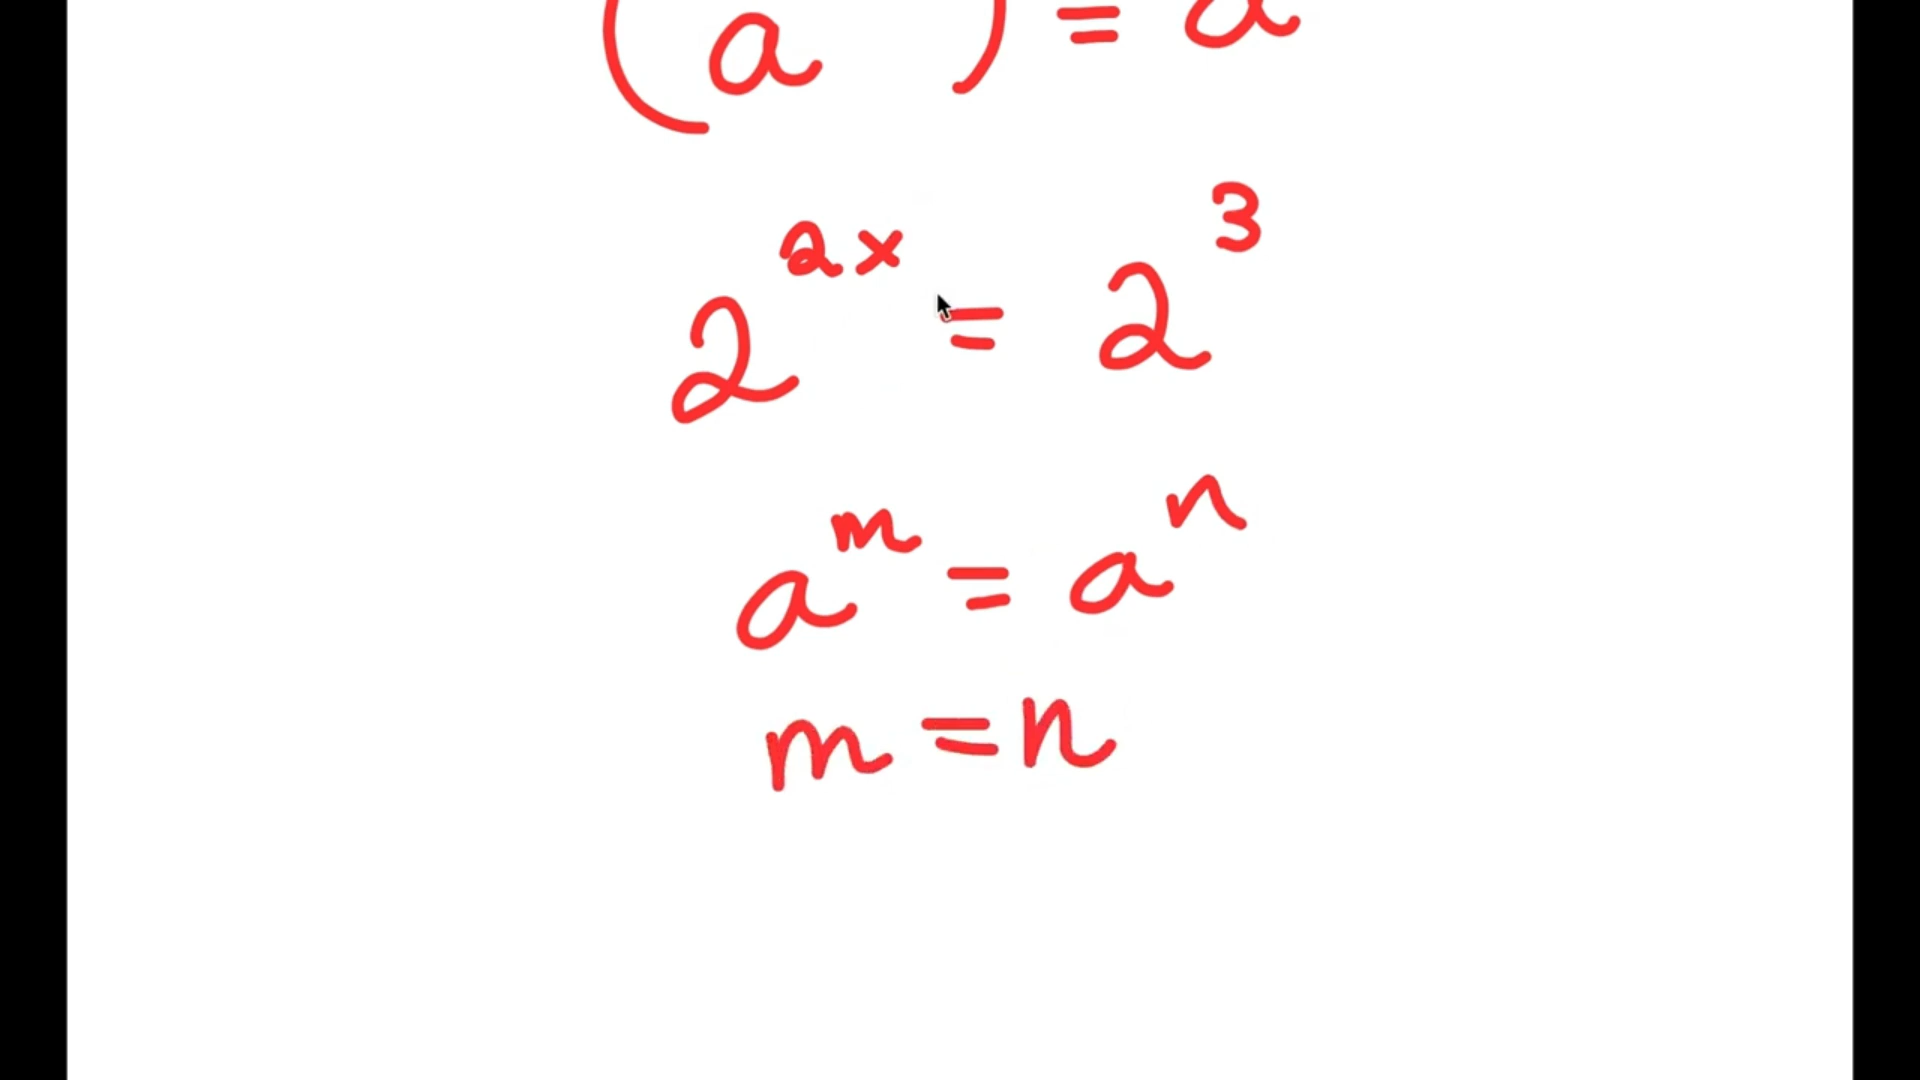 (a) = a
2^2x = 2^3
a^m = a^n
m = n